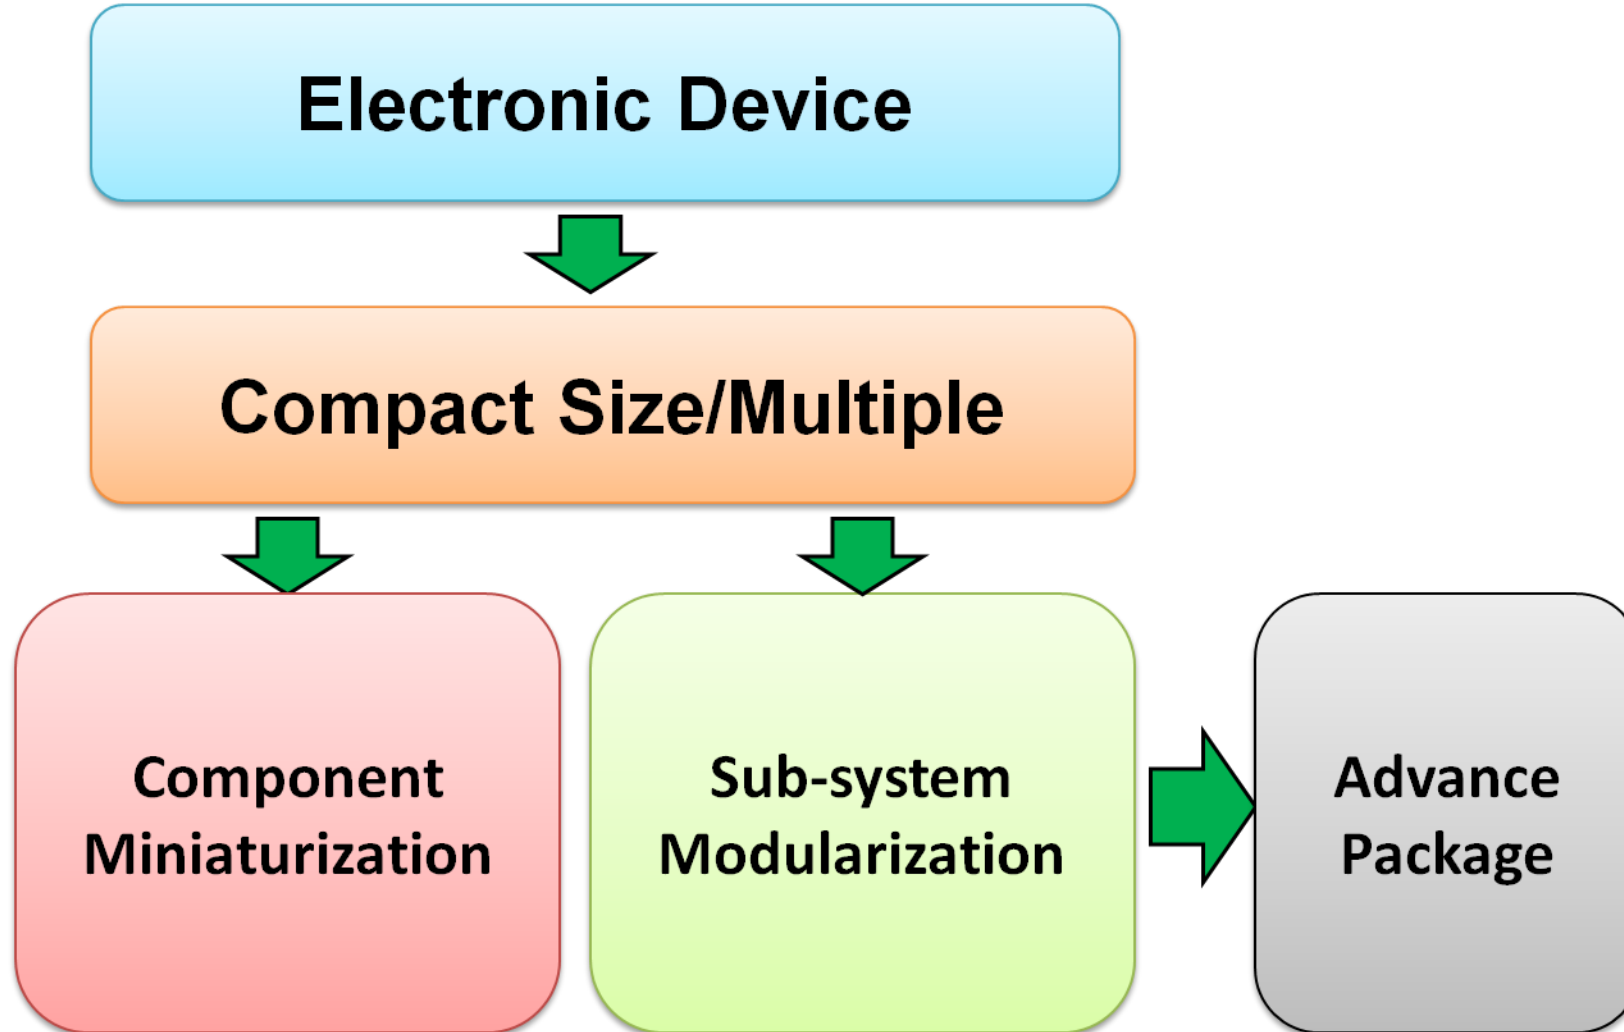 Electronic Device
Compact Size/Multiple
Component
Miniaturization
Sub-system
Modularization
Advance
Package